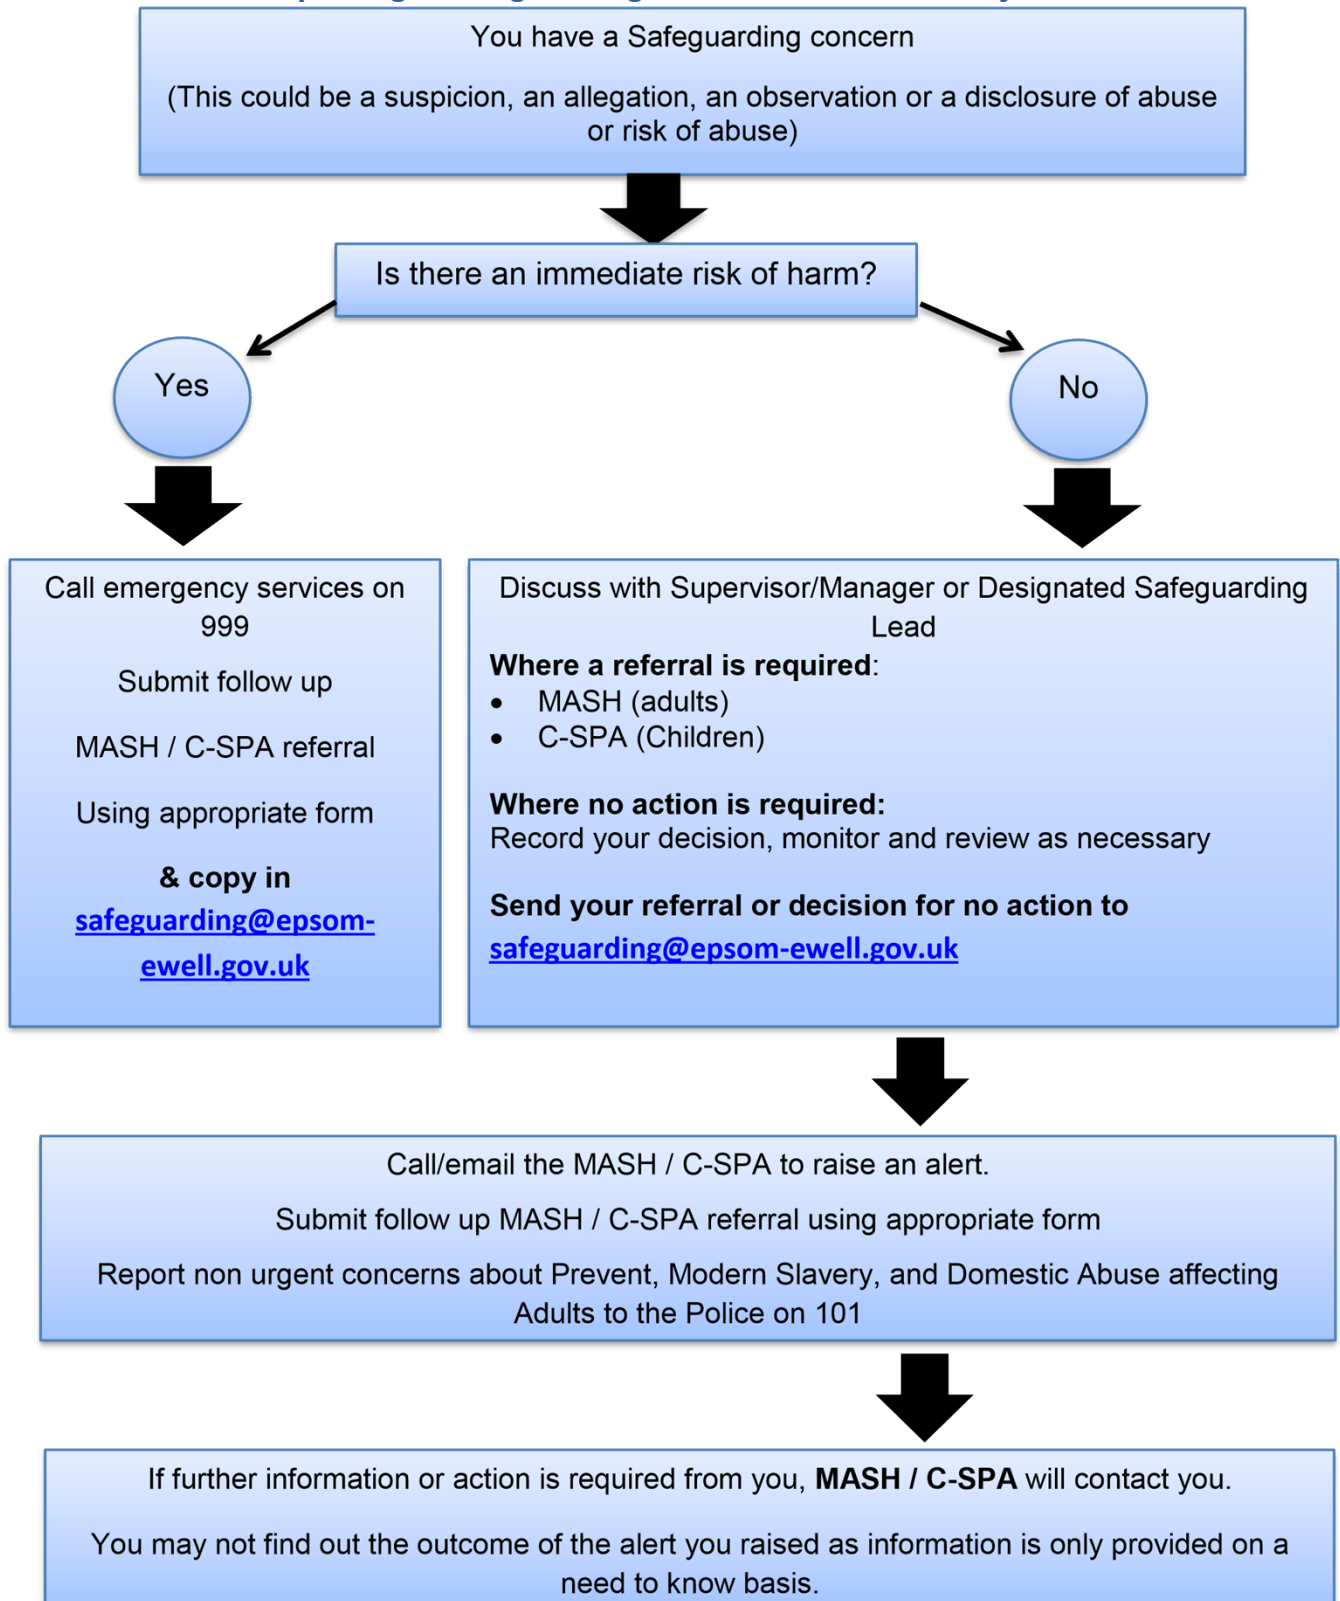 You have a Safeguarding concern
(This could be a suspicion, an allegation, an observation or a disclosure of abuse
or risk of abuse)
Is there an immediate risk of harm?
Yes
No
Call emergency services on
999
Submit follow up
MASH / C-SPA referral
Using appropriate form
& copy in
safeguarding@epsom-
ewell.gov.uk
Discuss with Supervisor/Manager or Designated Safeguarding
Lead
Where a referral is required:
• MASH (adults)
• C-SPA (Children)
Where no action is required:
Record your decision, monitor and review as necessary
Send your referral or decision for no action to
safeguarding@epsom-ewell.gov.uk
Call/email the MASH / C-SPA to raise an alert.
Submit follow up MASH / C-SPA referral using appropriate form
Report non urgent concerns about Prevent, Modern Slavery, and Domestic Abuse affecting
Adults to the Police on 101
If further information or action is required from you, MASH / C-SPA will contact you.
You may not find out the outcome of the alert you raised as information is only provided on a
need to know basis.